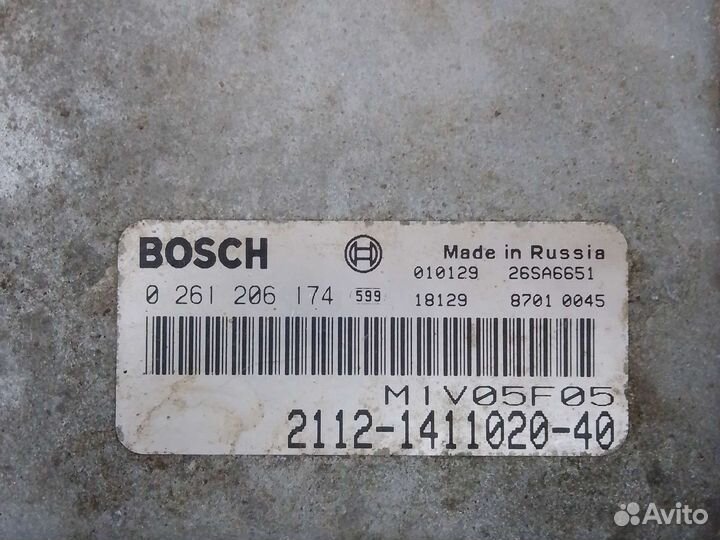 BOSCH Made in Russia
010129 26SA6651
0 261 206 174 599 18129 8701 0045
M1V05F05
2112-1411020-40
Avito